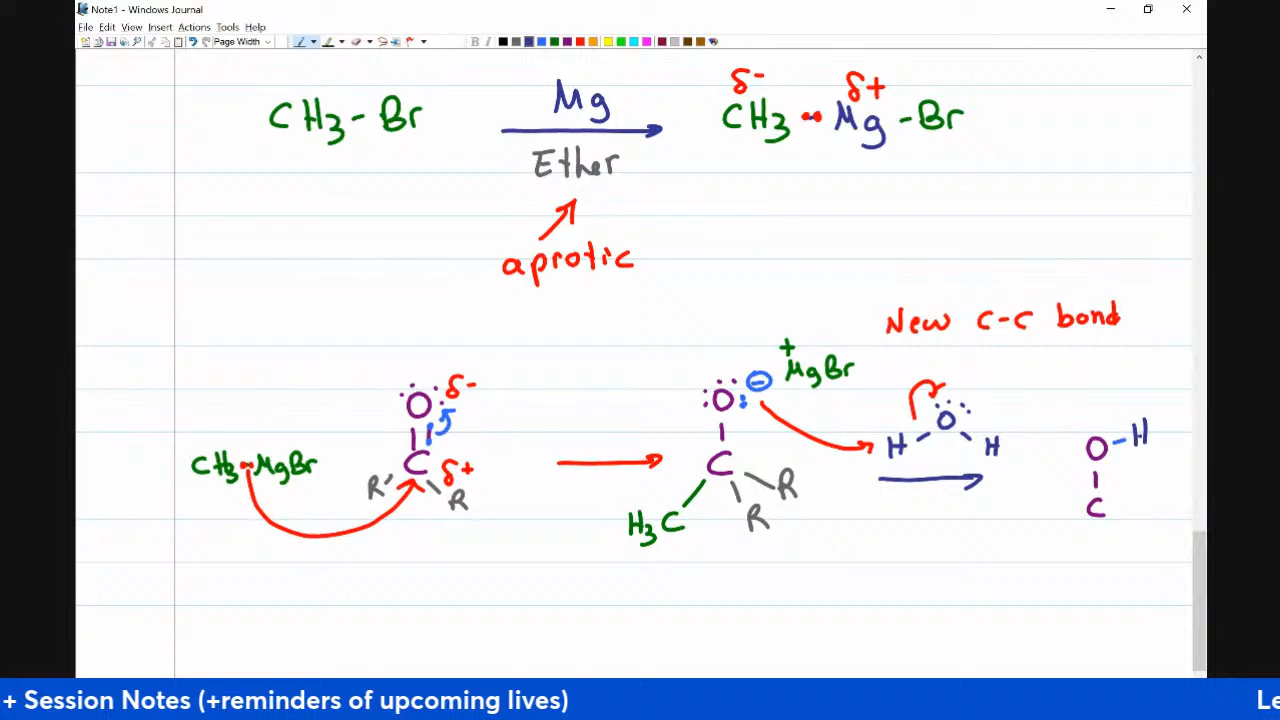 Note1 - Windows Journal
File Edit View Insert Actions Tools Help
Page Width B I
δ- δ+
CH3 - Br Mg CH3 •• Mg - Br
Ether
aprotic
New C-C bond
+
O δ- O - MgBr
O H
CH3 - MgBr C δ+ C H H O
R R R C
H3C R
+ Session Notes (+reminders of upcoming lives) Le